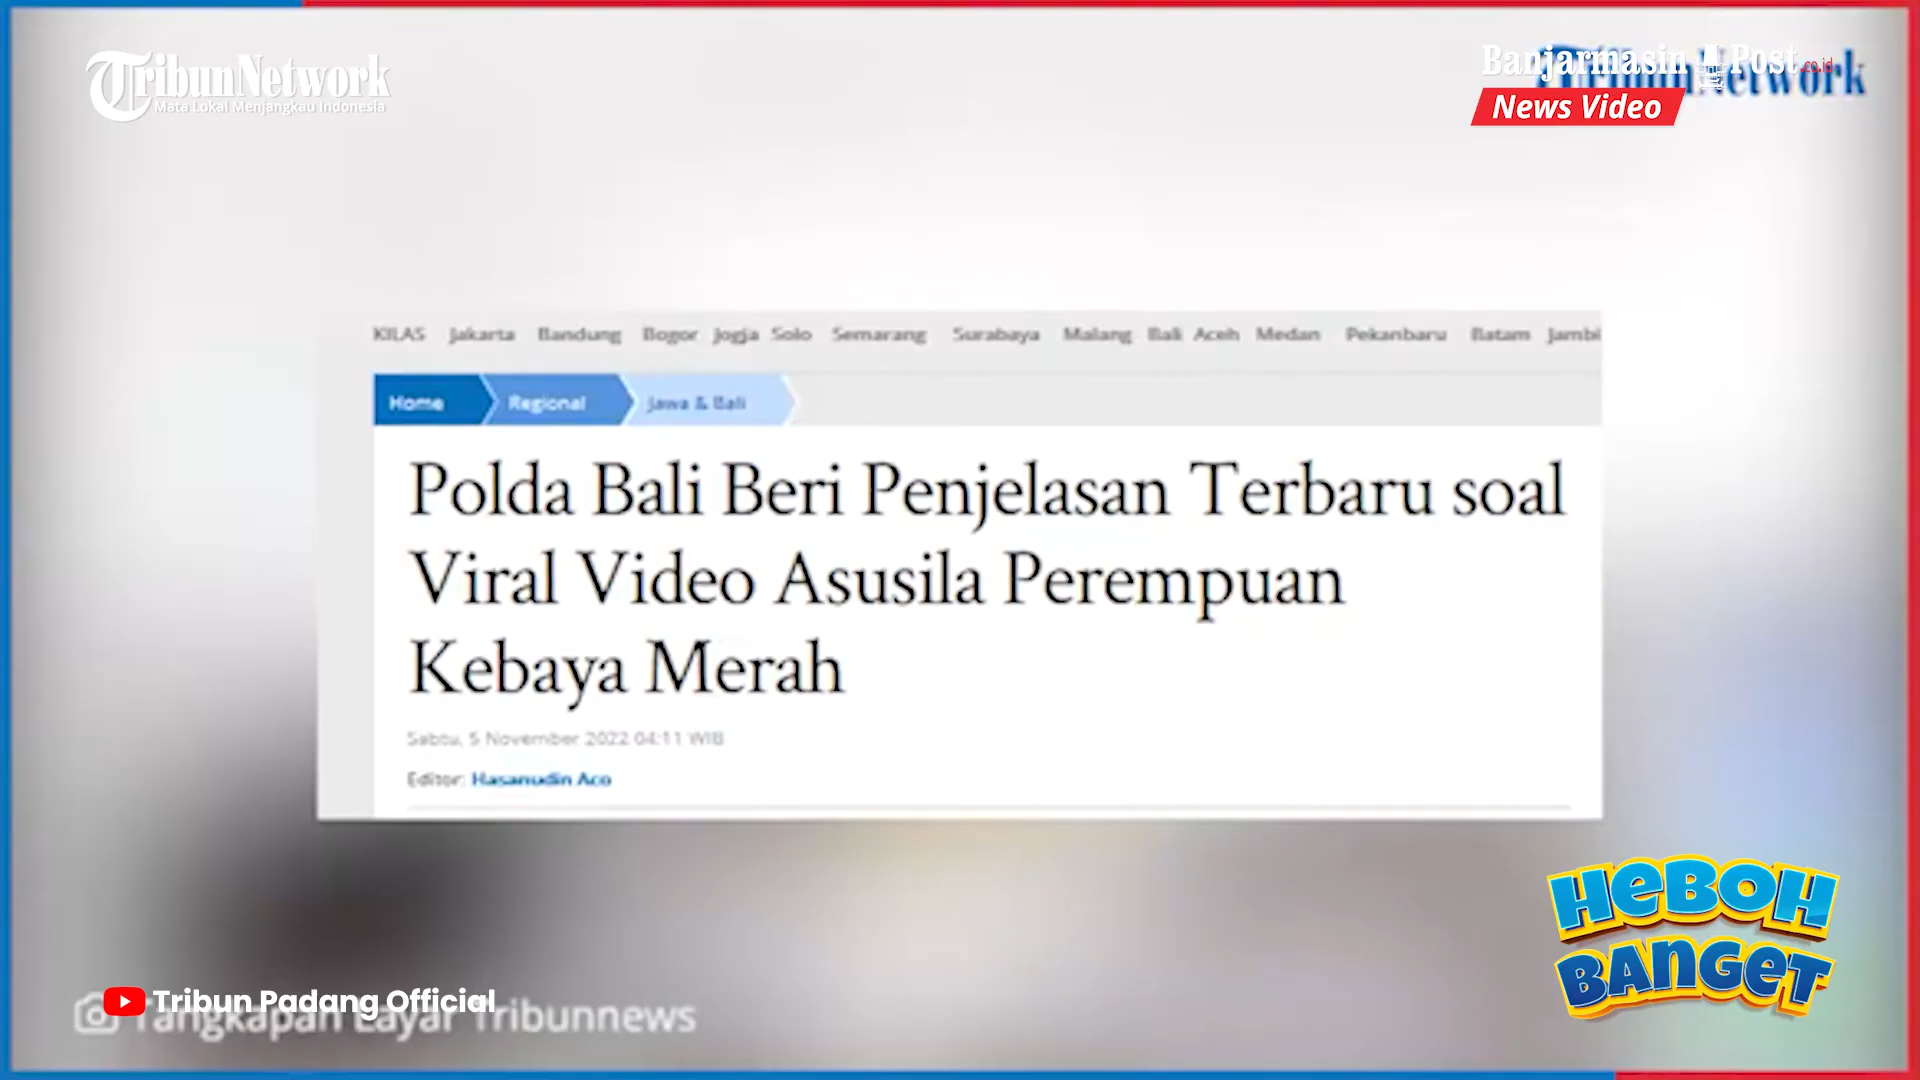 TribunNetwork
Mata Lokal Menjangkau Indonesia
Banjarmasin Post.co.id
TribunNetwork
News Video
KILAS Jakarta Bandung Bogor Jogja Solo Semarang Surabaya Malang Bali Aceh Medan Pekanbaru Batam Jambi
Home Regional Jawa & Bali
Polda Bali Beri Penjelasan Terbaru soal
Viral Video Asusila Perempuan
Kebaya Merah
Sabtu, 5 November 2022 04:11 WIB
Editor: Hasanudin Aco
HEBOH
BANGET
Tribun Padang Official
Tangkapan Layar Tribunnews